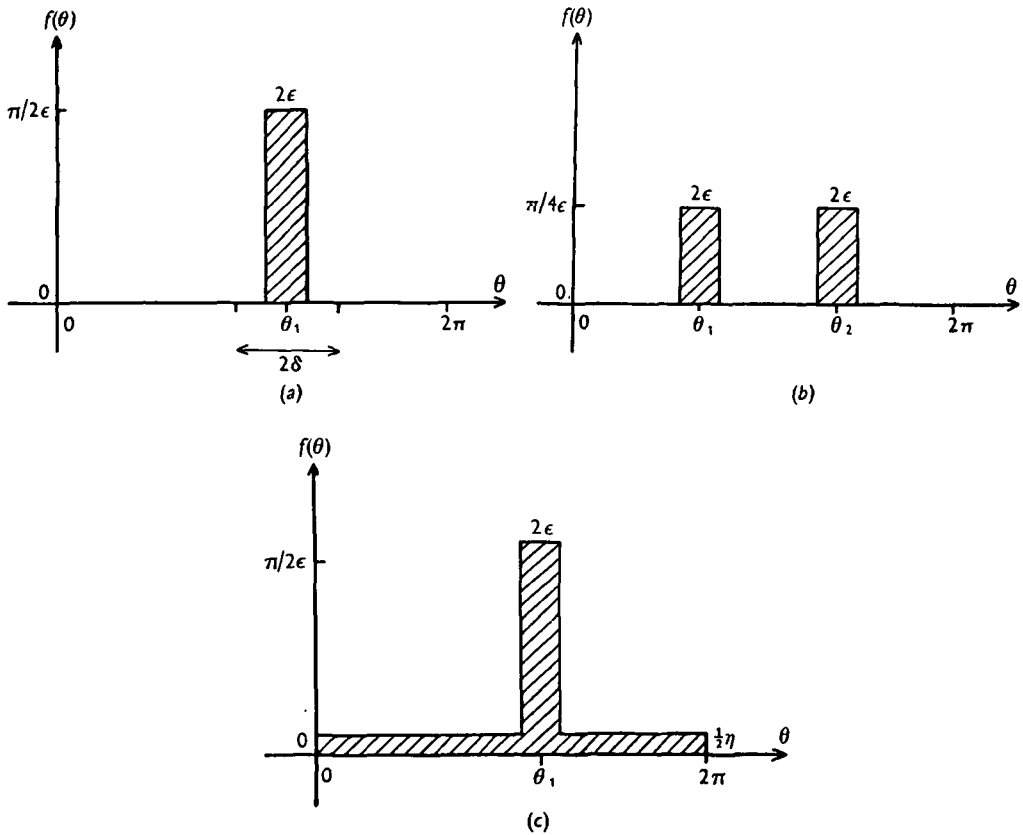 f(θ)
π/2ϵ
2ϵ
0
θ
0
θ₁
2π
2δ
(a)
f(θ)
π/4ϵ
2ϵ
2ϵ
0
θ
0
θ₁
θ₂
2π
(b)
f(θ)
2ϵ
π/2ϵ
0
½η
θ
0
θ₁
2π
(c)